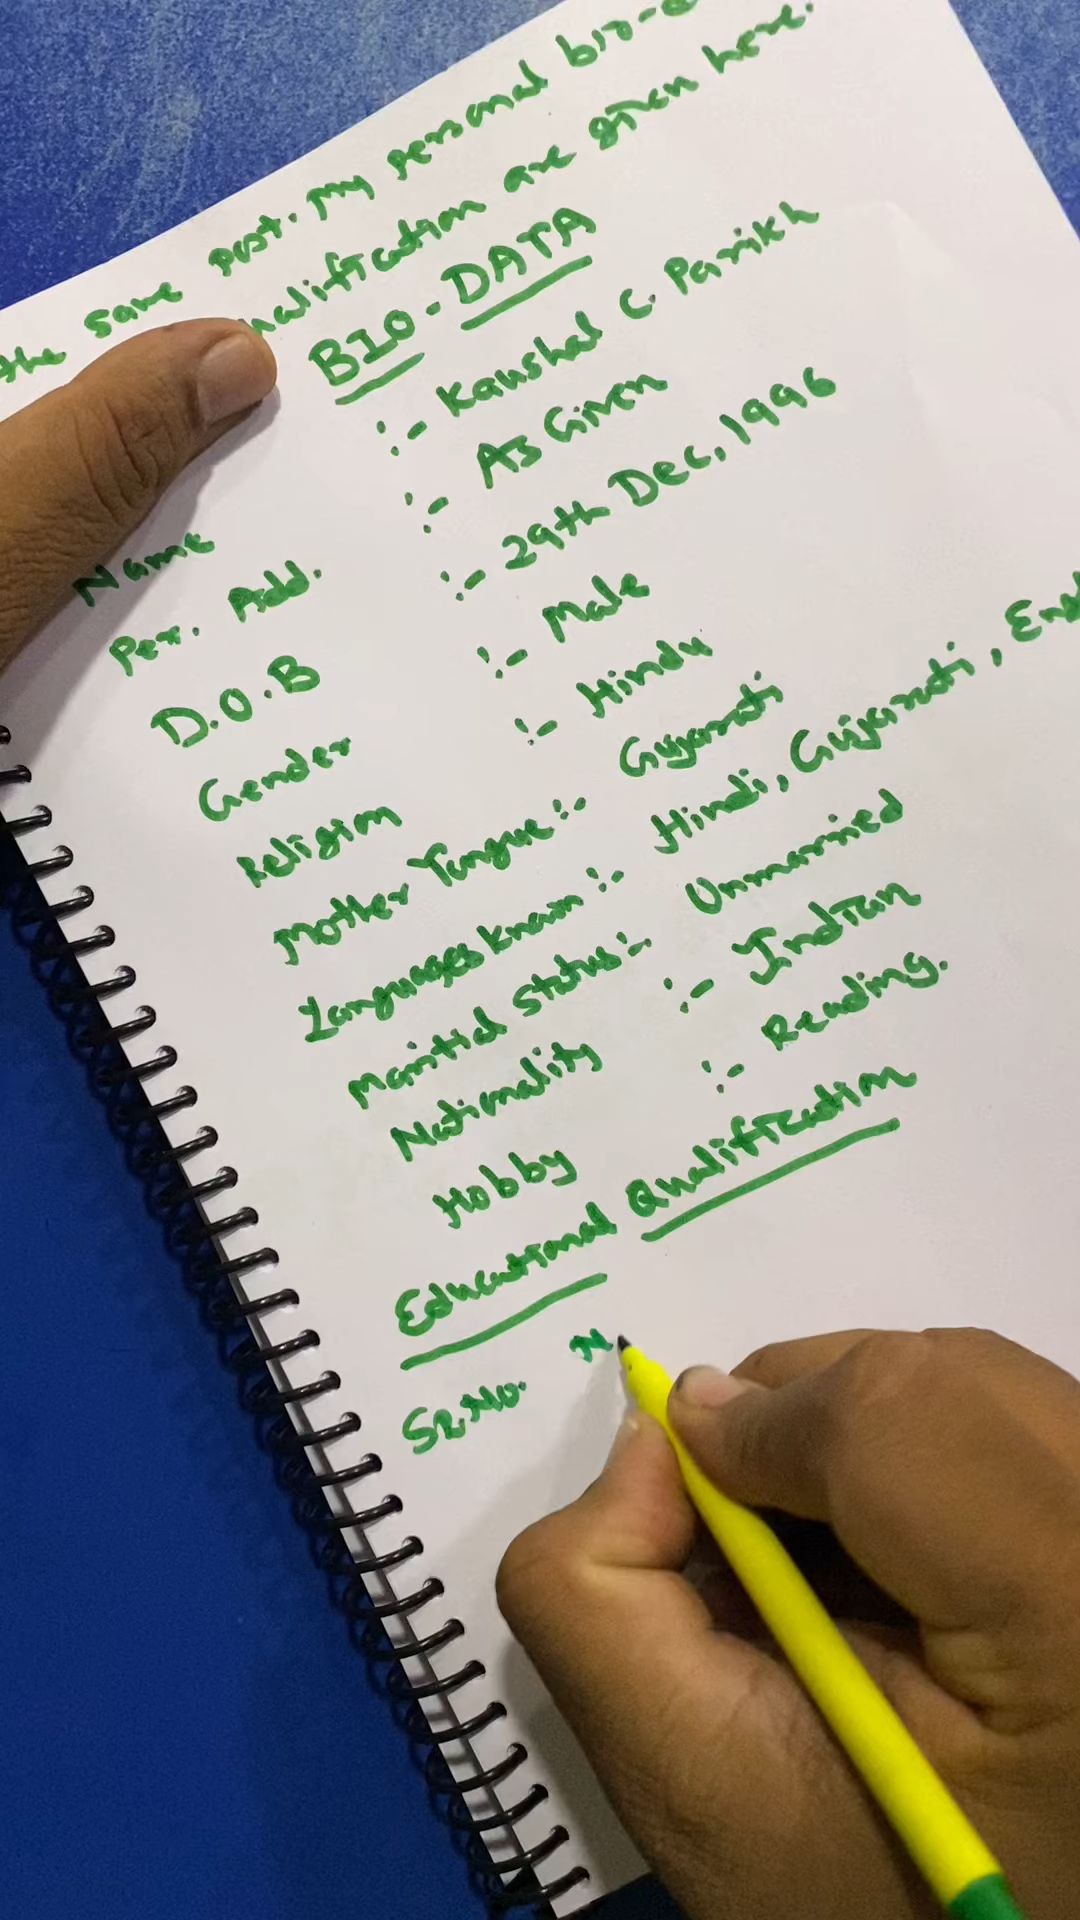 the same post. My personal bio-d
qualification are given here.
BIO-DATA
Name :- Kaushal C. Parikh
Per. Add. :- As Given
D.O.B :- 29th Dec, 1996
Gender :- Male
Religion :- Hindu
Mother Tongue:- Gujarati
Languages Known:- Hindi, Gujarati, Engl
Maritial Status:- Unmarried
Nationality :- Indian
Hobby :- Reading.
Educational Qualification
Sr. No. N